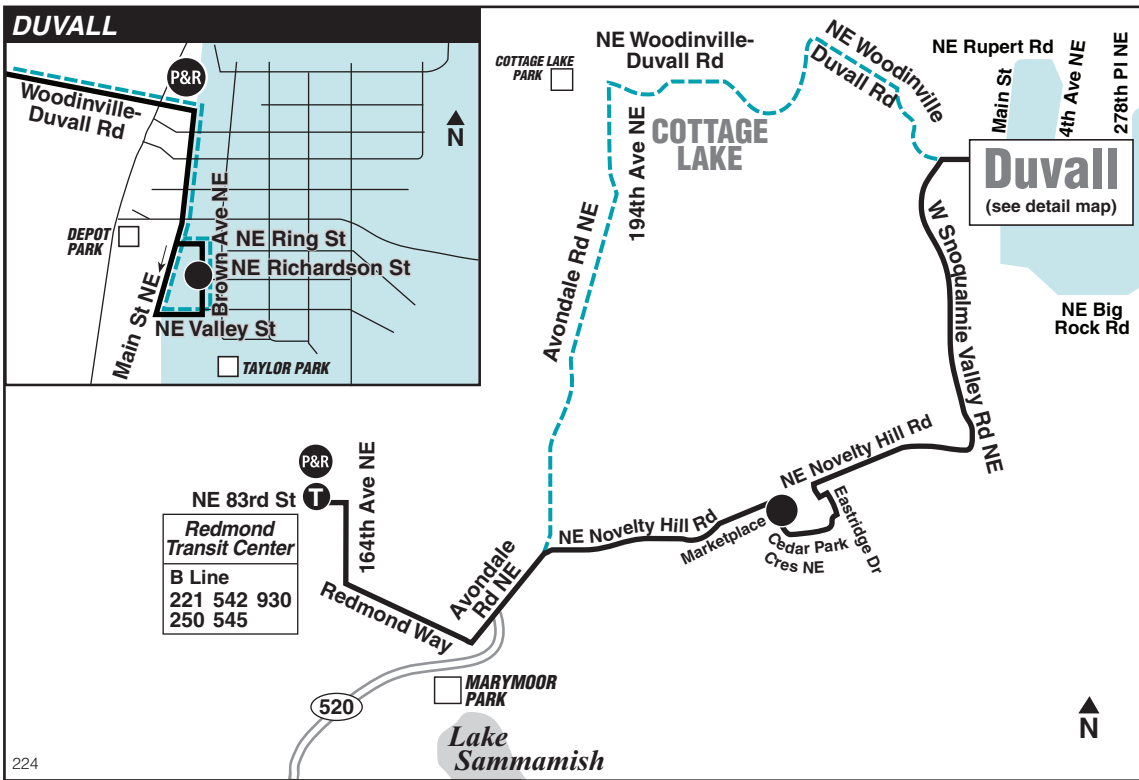 DUVALL
P&R
Woodinville-
Duvall Rd
N
DEPOT
PARK
Brown Ave NE
NE Ring St
NE Richardson St
Main St NE
NE Valley St
TAYLOR PARK
COTTAGE LAKE
PARK
NE Woodinville-
Duvall Rd
NE Woodinville
Duvall Rd
COTTAGE
LAKE
194th Ave NE
Avondale Rd NE
NE Rupert Rd
Main St
4th Ave NE
278th Pl NE
Duvall
(see detail map)
NE Big
Rock Rd
W Snoqualmie Valley Rd NE
NE Novelty Hill Rd
Eastridge Dr
Marketplace
Cedar Park
Cres NE
NE Novelty Hill Rd
Avondale
Rd NE
P&R
T
NE 83rd St
164th Ave NE
Redmond
Transit Center
B Line
221 542 930
250 545
Redmond Way
520
MARYMOOR
PARK
Lake
Sammamish
N
224